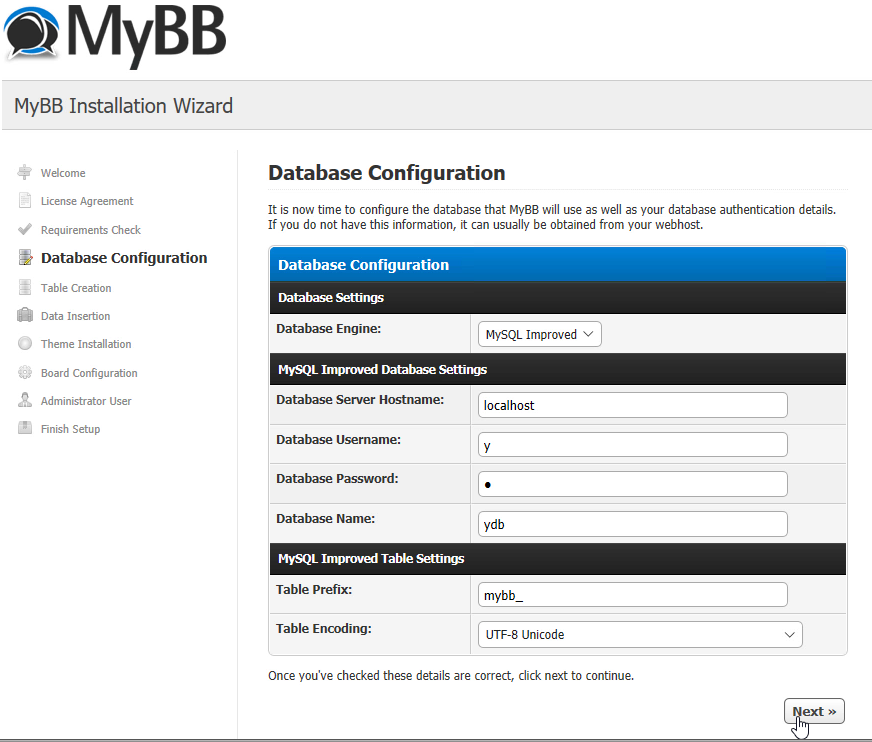 MyBB
MyBB Installation Wizard
Welcome
License Agreement
Requirements Check
Database Configuration
Table Creation
Data Insertion
Theme Installation
Board Configuration
Administrator User
Finish Setup
Database Configuration
It is now time to configure the database that MyBB will use as well as your database authentication details.
If you do not have this information, it can usually be obtained from your webhost.
Database Configuration
Database Settings
Database Engine: MySQL Improved
MySQL Improved Database Settings
Database Server Hostname: localhost
Database Username: y
Database Password: ●
Database Name: ydb
MySQL Improved Table Settings
Table Prefix: mybb_
Table Encoding: UTF-8 Unicode
Once you've checked these details are correct, click next to continue.
Next »